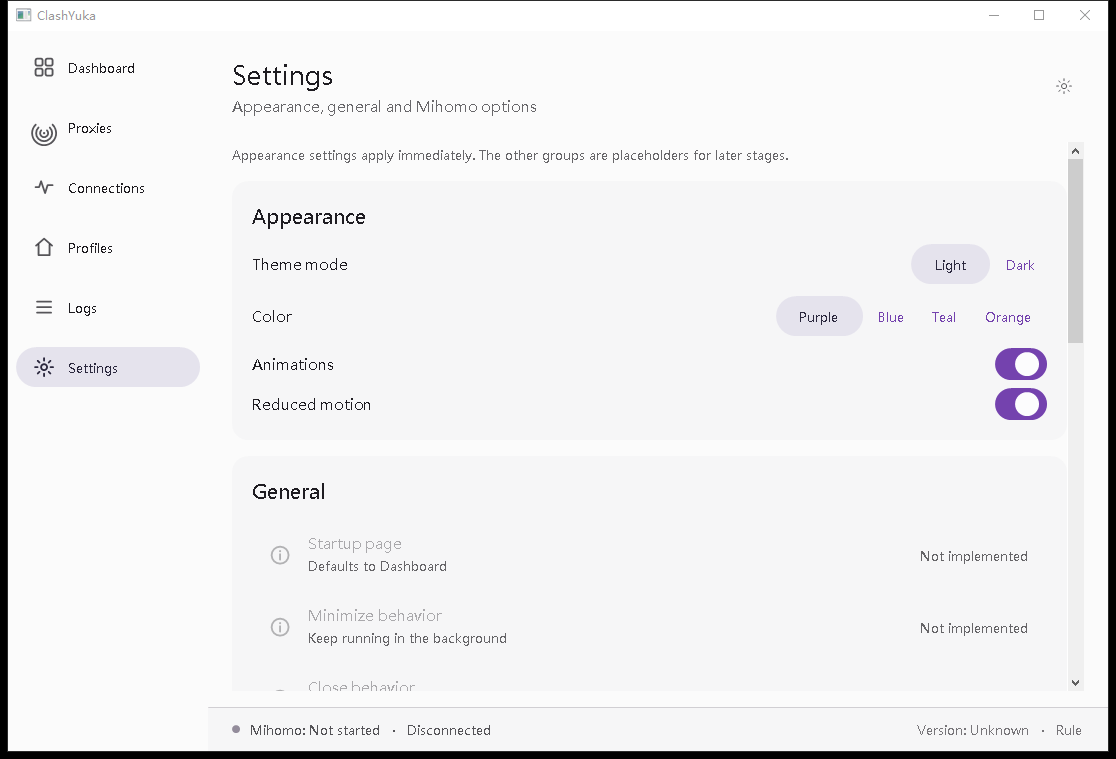 ClashYuka
Dashboard
Proxies
Connections
Profiles
Logs
Settings
Settings
Appearance, general and Mihomo options
Appearance settings apply immediately. The other groups are placeholders for later stages.
Appearance
Theme mode Light Dark
Color Purple Blue Teal Orange
Animations
Reduced motion
General
Startup page
Defaults to Dashboard
Not implemented
Minimize behavior
Keep running in the background
Not implemented
Close behavior
Mihomo: Not started · Disconnected Version: Unknown · Rule